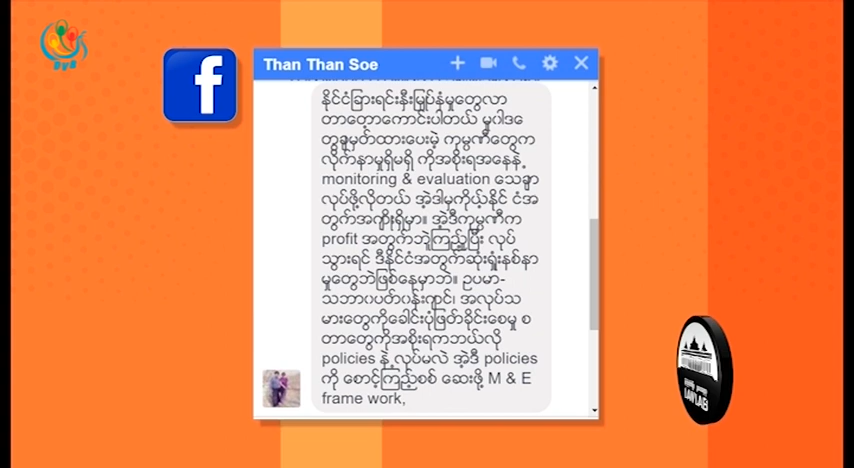 Than Than Soe
နိုင်ငံခြားရင်းနှီးမြှုပ်နှံမှုတွေလာ
တာတော့ကောင်းပါတယ် မူဝါဒ‌တွေ
ချမှတ်ထားပေးမဲ့ ကုမ္ပဏီတွေက
လိုက်နာမှုရှိမရှိ ကိုအစိုးရအနေနဲ့
monitoring & evaluation သေချာ
လုပ်ဖို့လိုတယ် အဲ့ဒါမှကိုယ့်နိုင် ငံအ
တွက်အကျိုးရှိမှာ။ အဲ့ဒီကုမ္ပဏီက
profit အတွက်ဘဲကြည့်ပြီး လုပ်
သွားရင် ဒီနိုင်ငံအတွက်ဆုံးရှုံးနစ်နာ
မှုတွေဘဲဖြစ်နေမှာဘဲ။ ဥပမာ-
သဘာဝပတ်ဝန်းကျင်၊ အလုပ်သ
မားတွေကိုခေါင်းပုံဖြတ်ခိုင်းစေမှု စ
တာတွေကိုအစိုးရကဘယ်လို
policies နဲ့ လုပ်မလဲ အဲ့ဒီ policies
ကို စောင့်ကြည့်စစ် ဆေးဖို့ M & E
frame work,
DVB